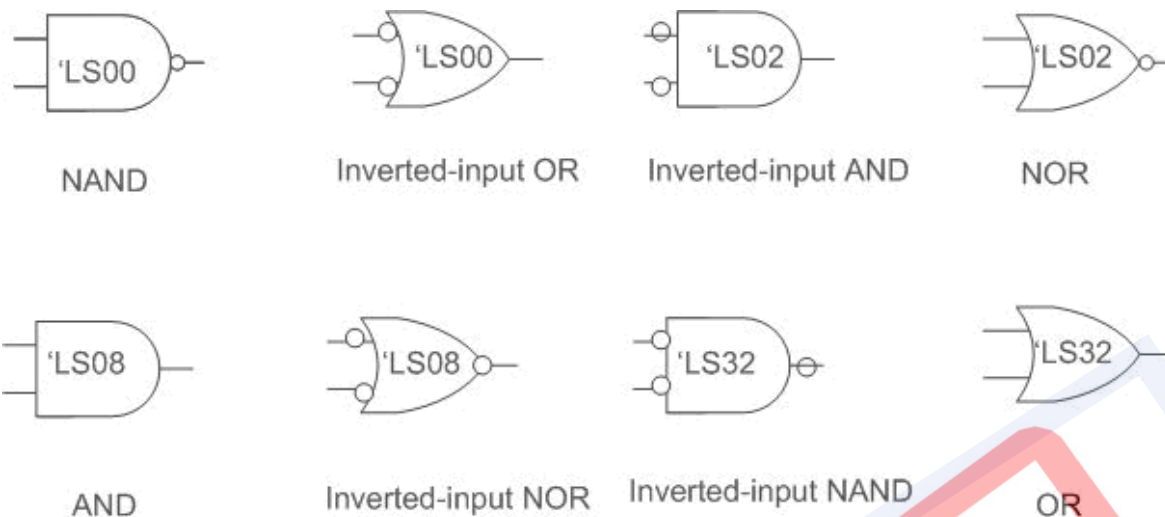 ‘LS00
‘LS00
‘LS02
‘LS02
NAND
Inverted-input OR
Inverted-input AND
NOR
‘LS08
‘LS08
‘LS32
‘LS32
AND
Inverted-input NOR
Inverted-input NAND
OR